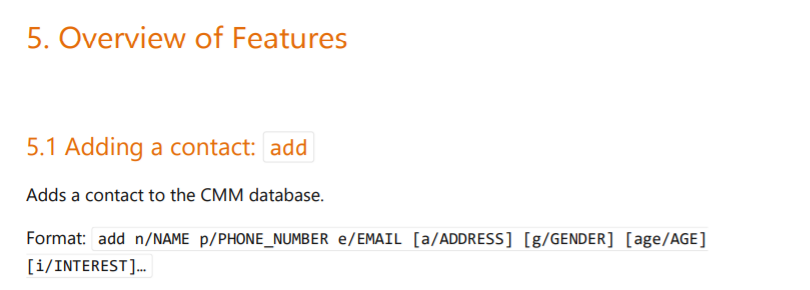 5. Overview of Features
5.1 Adding a contact: add
Adds a contact to the CMM database.
Format: add n/NAME p/PHONE_NUMBER e/EMAIL [a/ADDRESS] [g/GENDER] [age/AGE]
[i/INTEREST]…